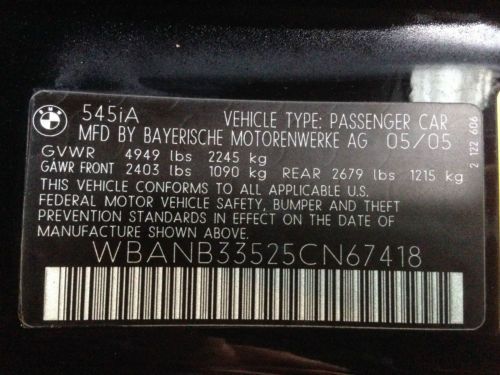 BMW
545iA VEHICLE TYPE: PASSENGER CAR
MFD BY BAYERISCHE MOTORENWERKE AG 05/05
GVWR 4949 lbs 2245 kg
GAWR FRONT 2403 lbs 1090 kg REAR 2679 lbs 1215 kg
THIS VEHICLE CONFORMS TO ALL APPLICABLE U.S.
FEDERAL MOTOR VEHICLE SAFETY, BUMPER AND THEFT
PREVENTION STANDARDS IN EFFECT ON THE DATE OF
MANUFACTURE SHOWN ABOVE.
WBANB33525CN67418
2 122 606